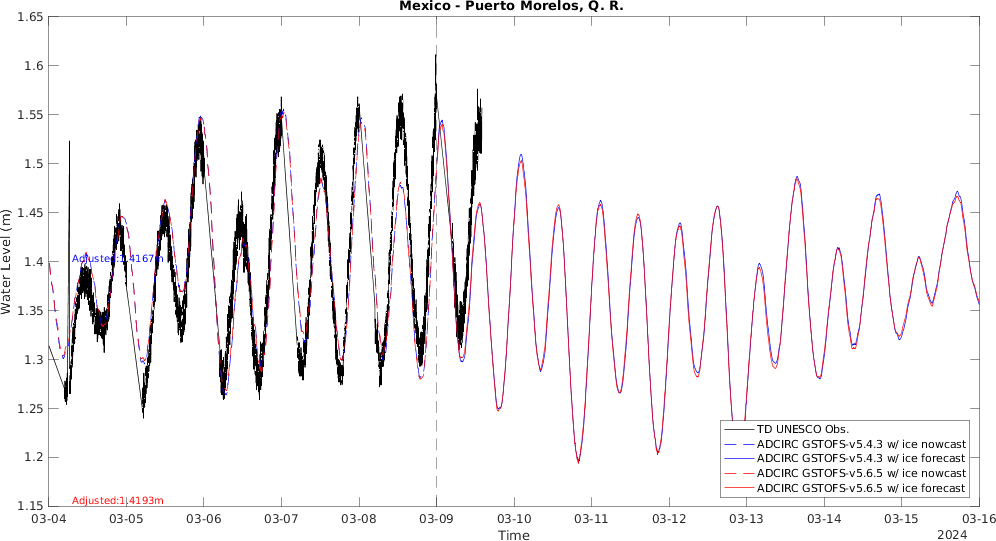 Mexico - Puerto Morelos, Q. R.
Water Level (m)
1.65
1.6
1.55
1.5
1.45
1.4
1.35
1.3
1.25
1.2
1.15
Adjusted:1.4167m
Adjusted:1.4193m
TD UNESCO Obs.
ADCIRC GSTOFS-v5.4.3 w/ ice nowcast
ADCIRC GSTOFS-v5.4.3 w/ ice forecast
ADCIRC GSTOFS-v5.6.5 w/ ice nowcast
ADCIRC GSTOFS-v5.6.5 w/ ice forecast
03-04 03-05 03-06 03-07 03-08 03-09 03-10 03-11 03-12 03-13 03-14 03-15 03-16
Time
2024